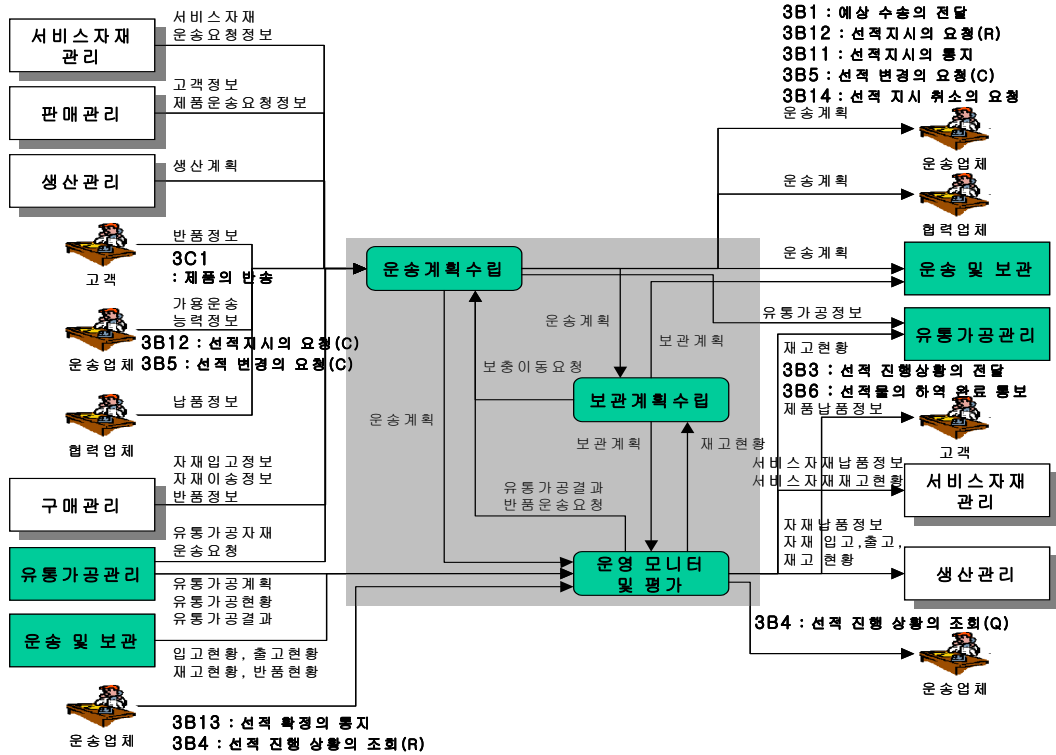 서비스자재
관리
서비스자재
운송요청정보
판매관리
고객정보
제품운송요청정보
생산관리
생산계획
고객
반품정보
3C1
: 제품의 반송
운송업체
가용운송
능력정보
3B12 : 선적지시의 요청(C)
3B5 : 선적 변경의 요청(C)
협력업체
납품정보
구매관리
자재입고정보
자재이송정보
반품정보
유통가공관리
유통가공자재
운송요청
유통가공계획
유통가공현황
유통가공결과
운송 및 보관
입고현황, 출고현황
재고현황, 반품현황
운송업체
3B13 : 선적 확정의 통지
3B4 : 선적 진행 상황의 조회(R)
운송계획수립
운송계획
보관계획
보충이동요청
운송계획
보관계획수립
보관계획
재고현황
유통가공결과
반품운송요청
운영 모니터
및 평가
3B1 : 예상 수송의 전달
3B12 : 선적지시의 요청(R)
3B11 : 선적지시의 통지
3B5 : 선적 변경의 요청(C)
3B14 : 선적 지시 취소의 요청
운송계획
운송업체
운송계획
협력업체
운송계획
운송 및 보관
유통가공정보
유통가공관리
재고현황
3B3 : 선적 진행상황의 전달
3B6 : 선적물의 하역 완료 통보
제품납품정보
고객
서비스자재납품정보
서비스자재재고현황
서비스자재
관리
자재납품정보
자재 입고,출고,
재고 현황
생산관리
3B4 : 선적 진행 상황의 조회(Q)
운송업체